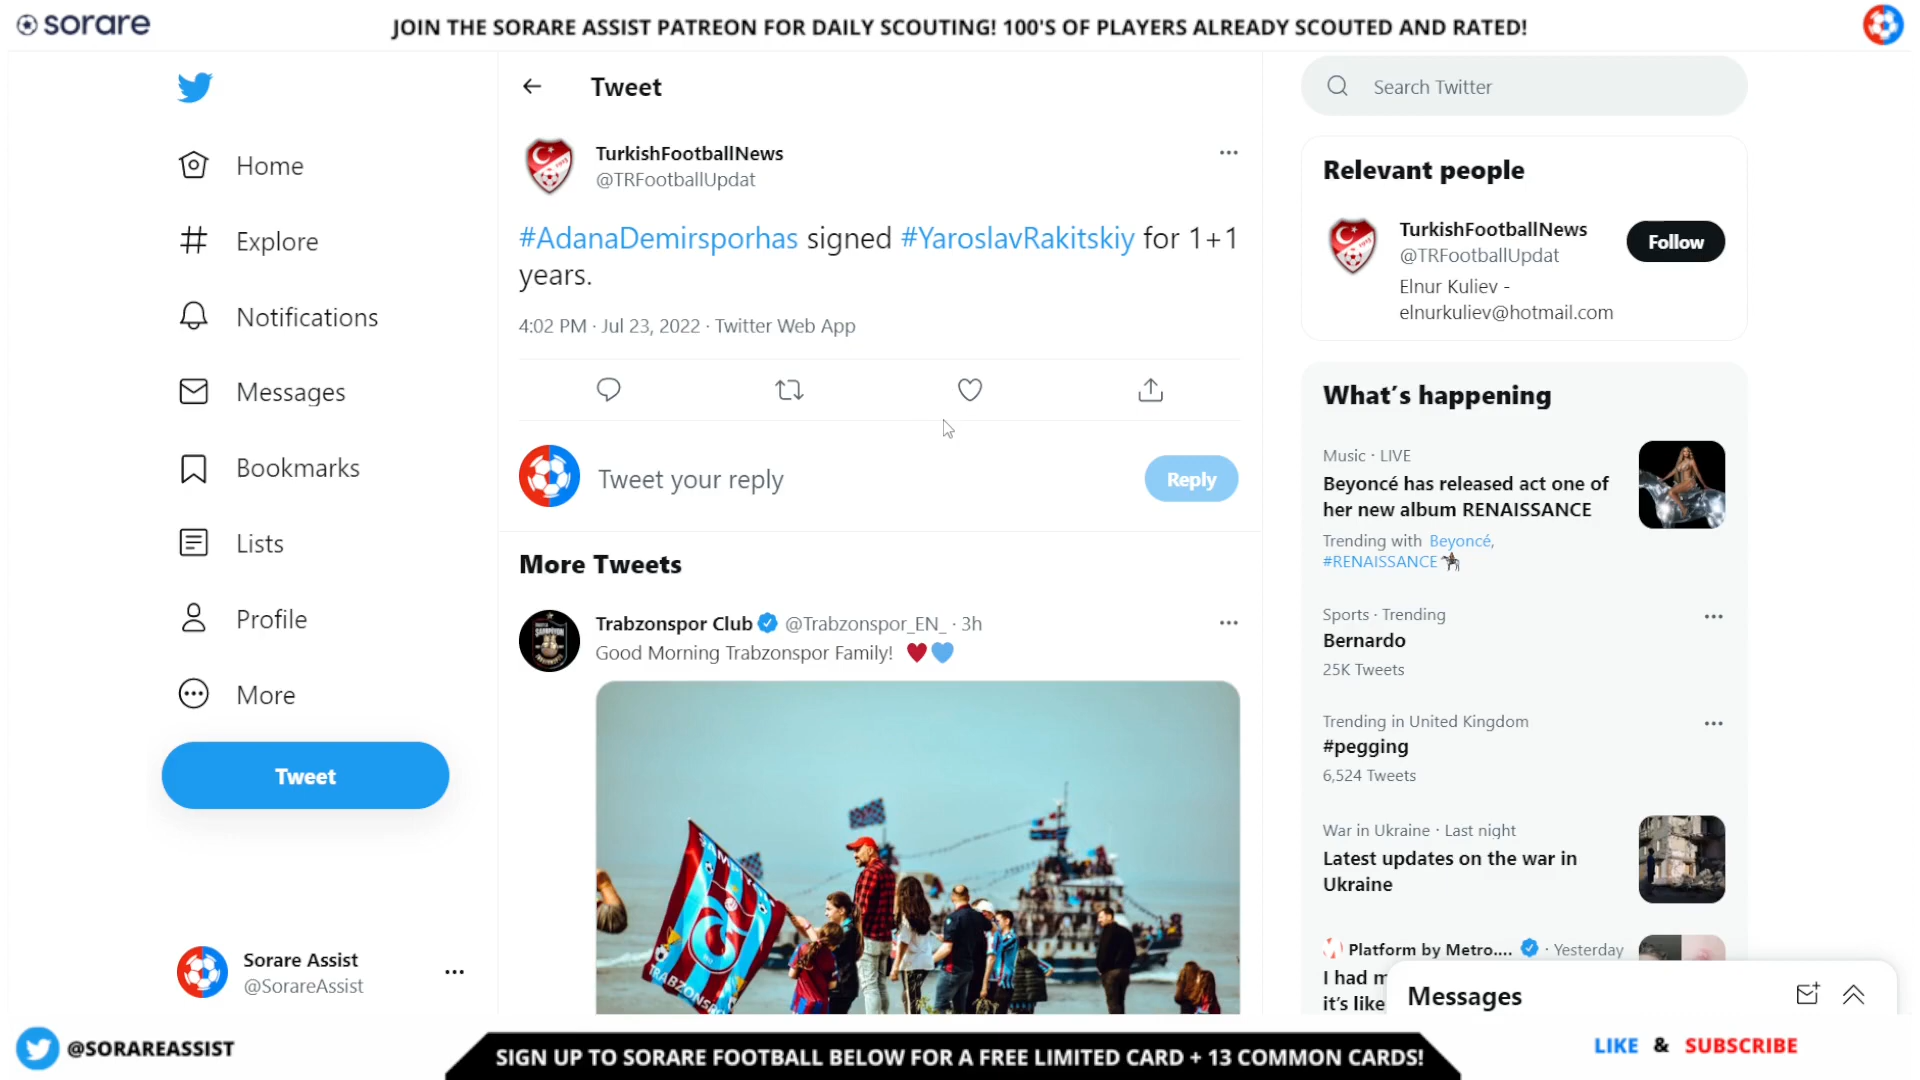 sorare
JOIN THE SORARE ASSIST PATREON FOR DAILY SCOUTING! 100'S OF PLAYERS ALREADY SCOUTED AND RATED!
Home
Explore
Notifications
Messages
Bookmarks
Lists
Profile
More
Tweet
Sorare Assist
@SorareAssist
Tweet
TurkishFootballNews
@TRFootballUpdat
#AdanaDemirsporhas signed #YaroslavRakitskiy for 1+1
years.
4:02 PM · Jul 23, 2022 · Twitter Web App
Tweet your reply
Reply
More Tweets
Trabzonspor Club @Trabzonspor_EN_ · 3h
Good Morning Trabzonspor Family!
Search Twitter
Relevant people
TurkishFootballNews
@TRFootballUpdat
Follow
Elnur Kuliev -
elnurkuliev@hotmail.com
What's happening
Music · LIVE
Beyoncé has released act one of
her new album RENAISSANCE
Trending with Beyoncé,
#RENAISSANCE
Sports · Trending
Bernardo
25K Tweets
Trending in United Kingdom
#pegging
6,524 Tweets
War in Ukraine · Last night
Latest updates on the war in
Ukraine
Platform by Metro.... · Yesterday
I had m
it's like
Messages
@SORAREASSIST
SIGN UP TO SORARE FOOTBALL BELOW FOR A FREE LIMITED CARD + 13 COMMON CARDS!
LIKE & SUBSCRIBE